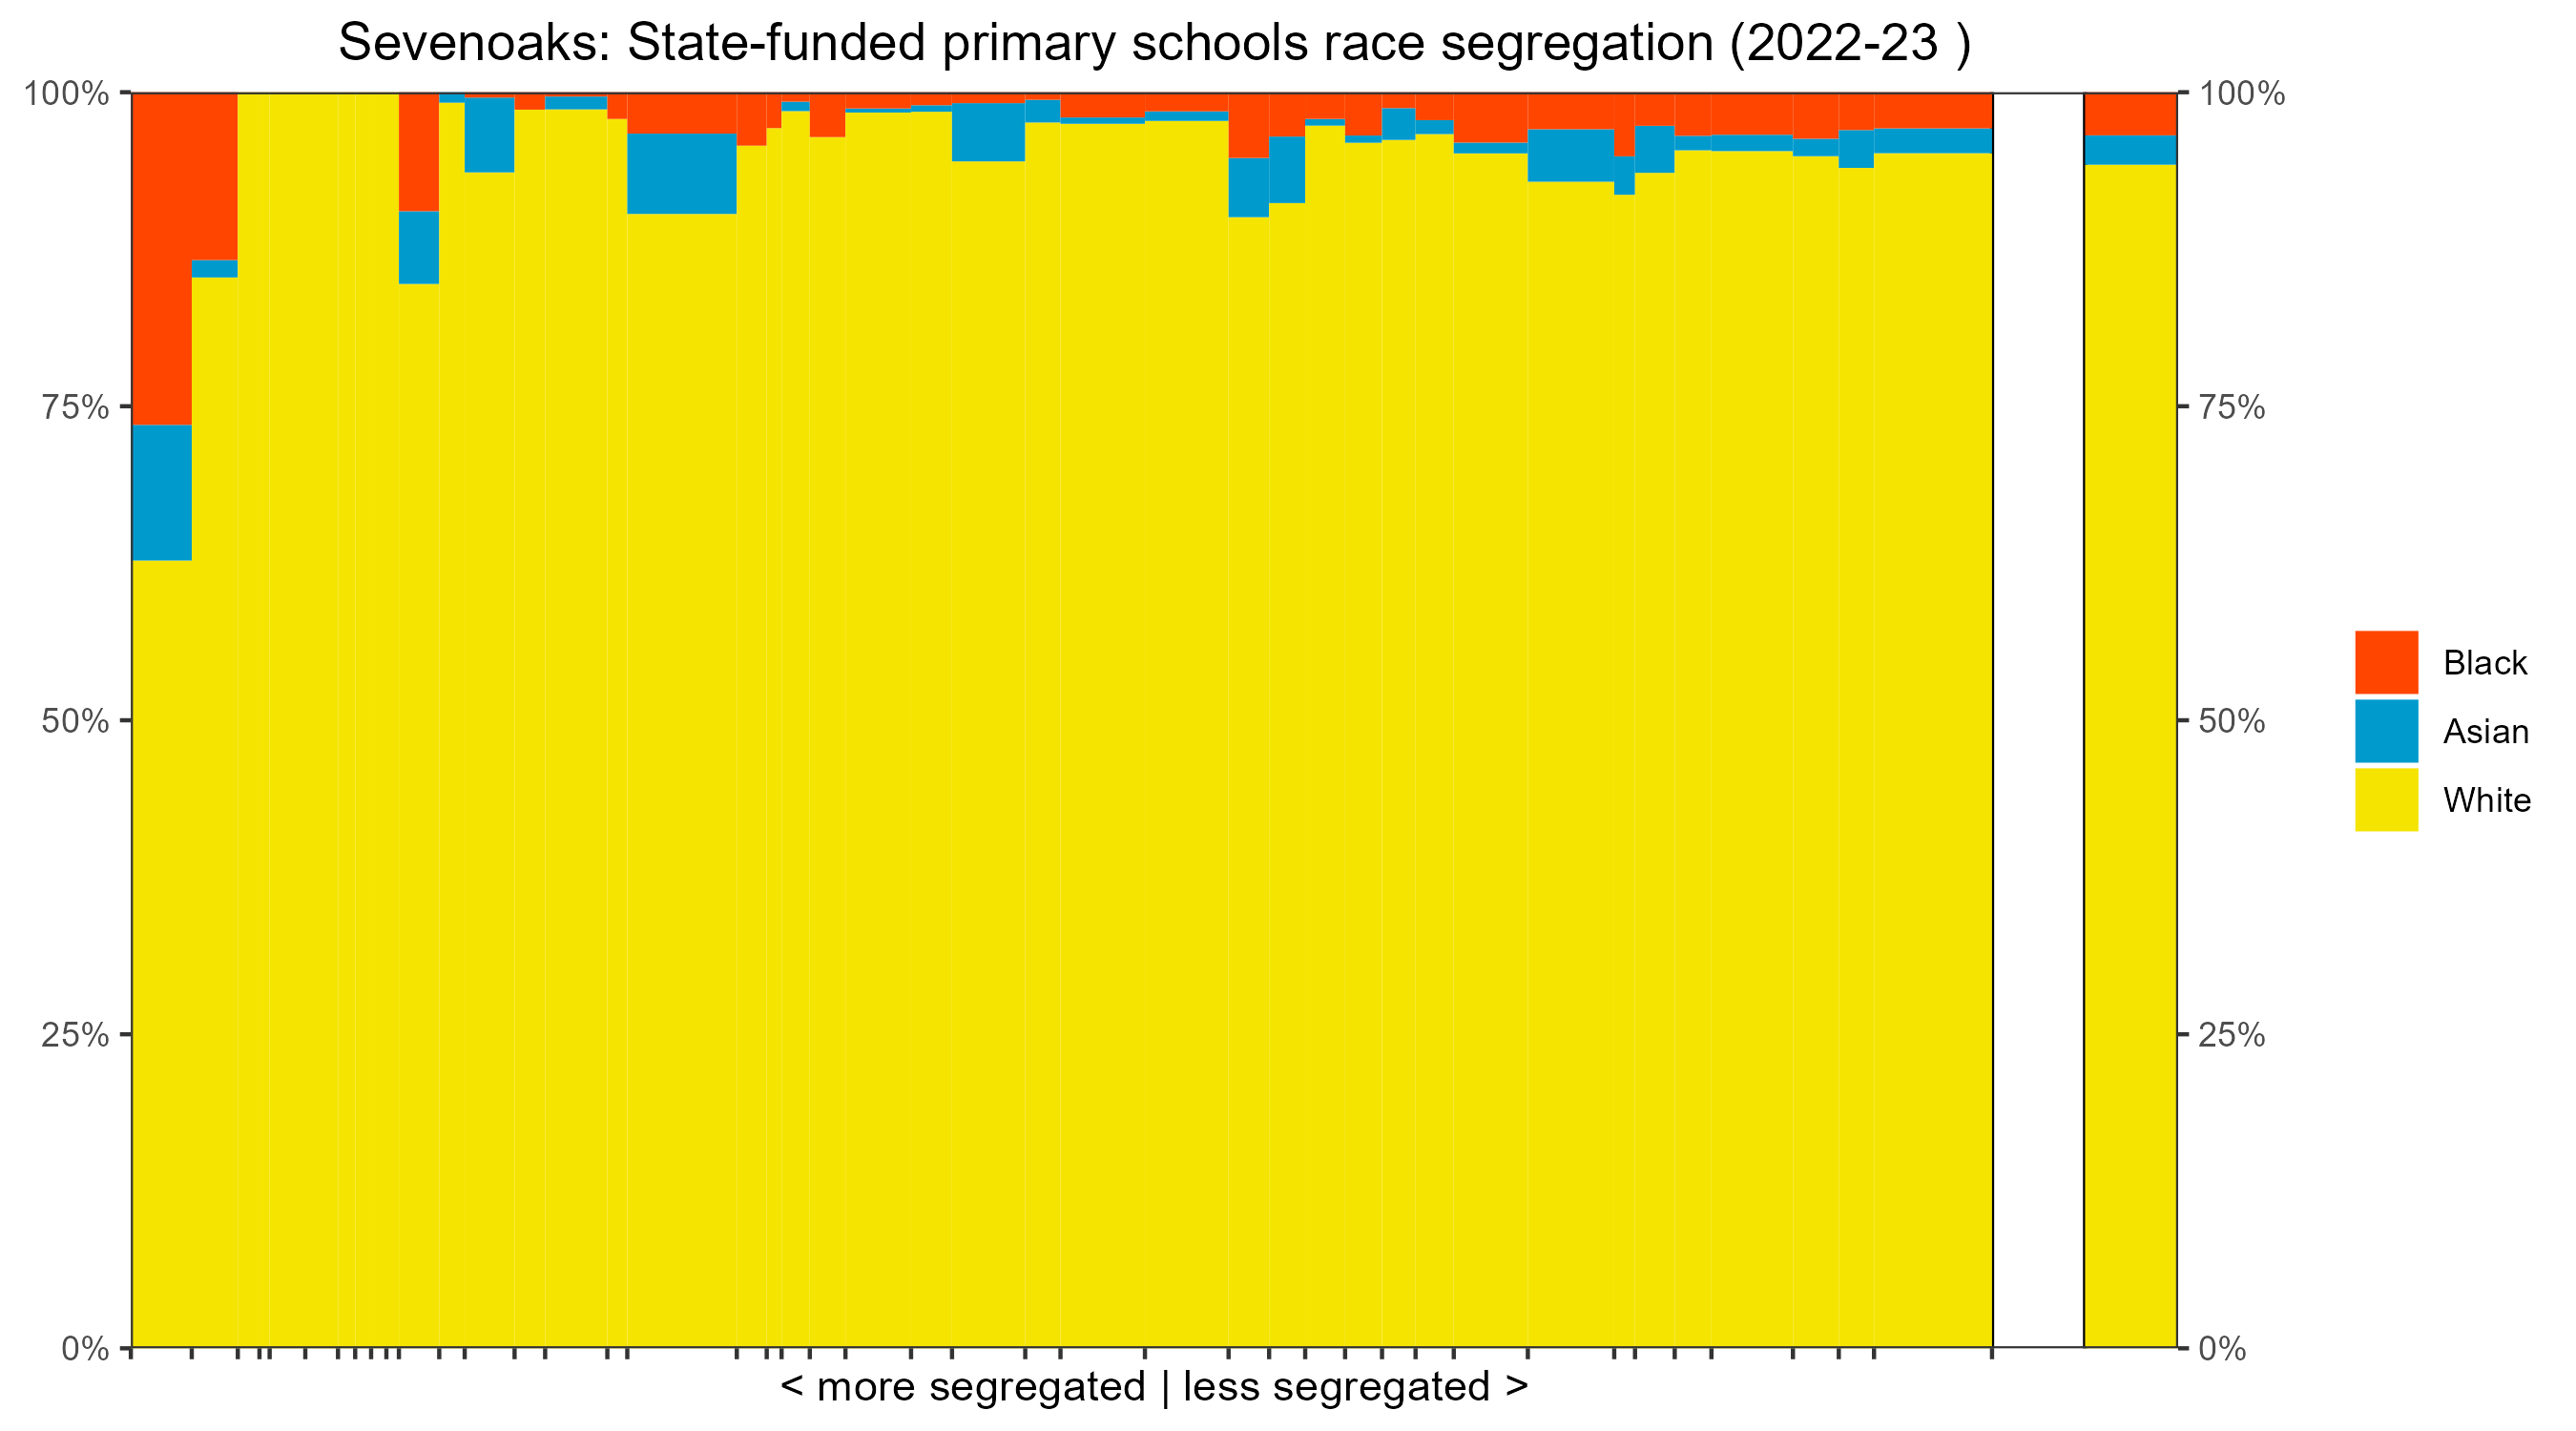 Sevenoaks: State-funded primary schools race segregation (2022-23 )
100%
75%
50%
25%
0%
100%
75%
50%
25%
0%
Black
Asian
White
< more segregated | less segregated >